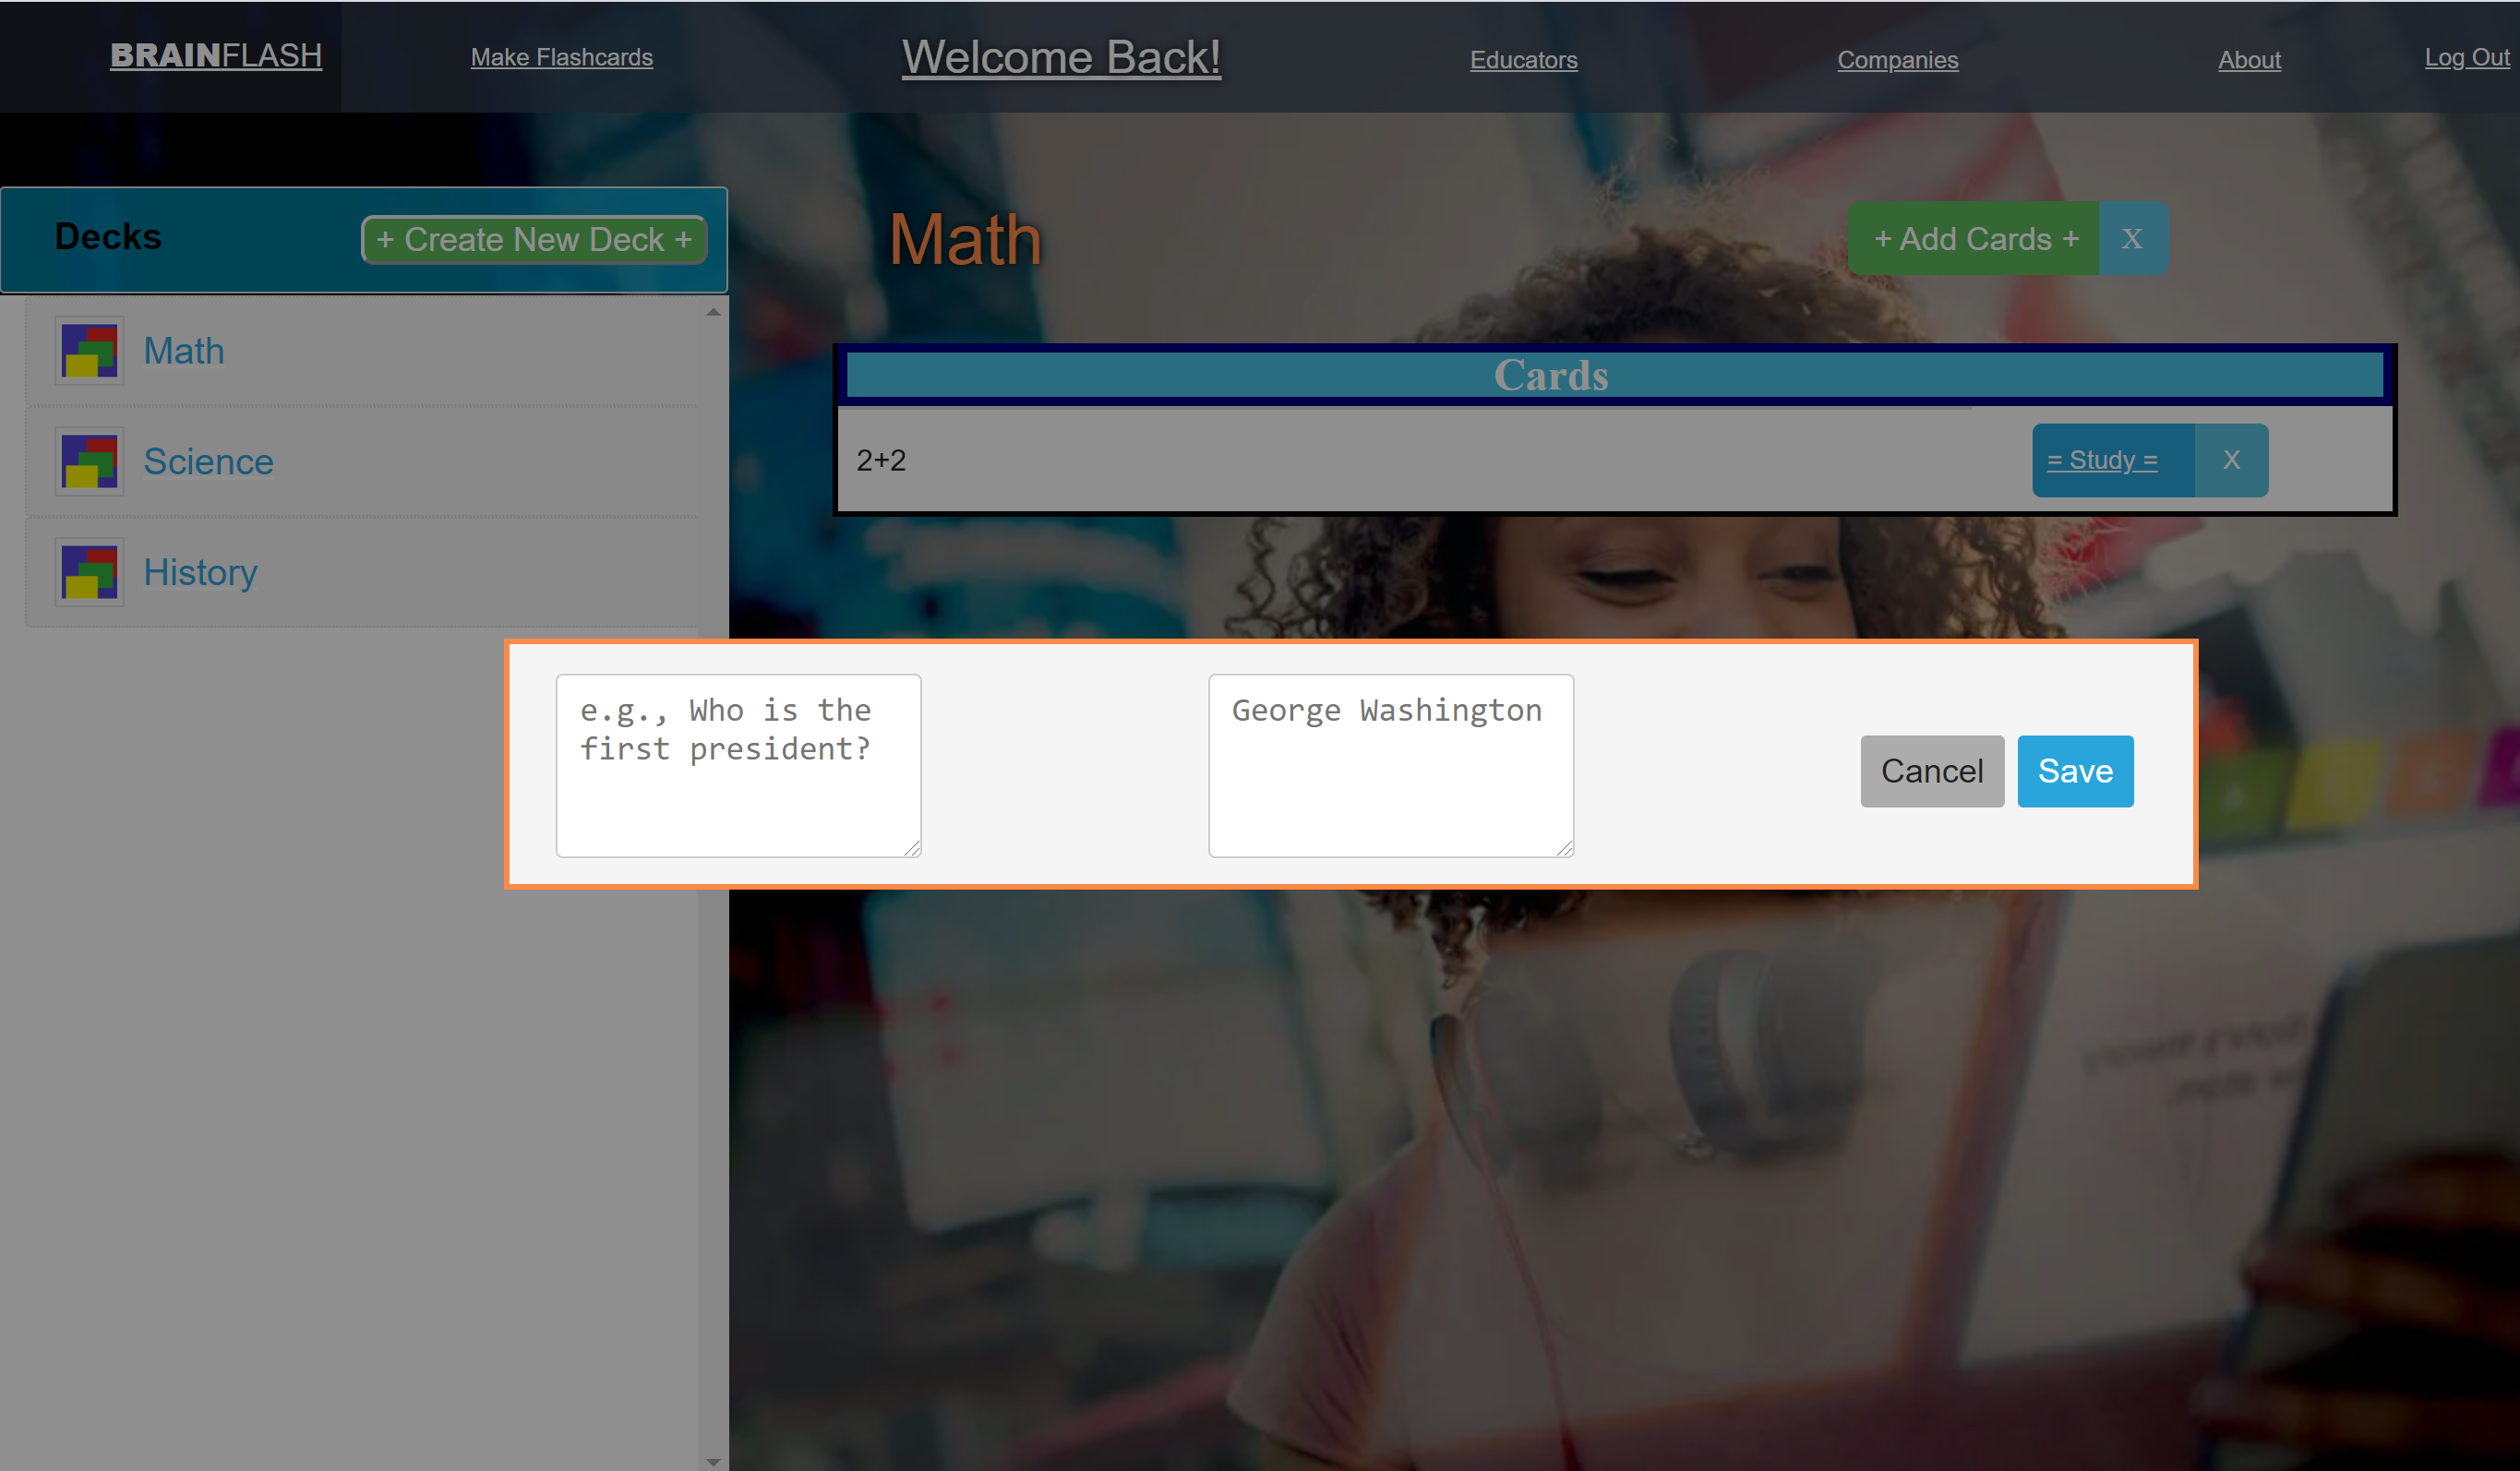 BRAINFLASH
Make Flashcards
Welcome Back!
Educators
Companies
About
Log Out
Decks
+ Create New Deck +
Math
Science
History
Math
+ Add Cards +
X
Cards
2+2
= Study =
X
e.g., Who is the
first president?
George Washington
Cancel
Save